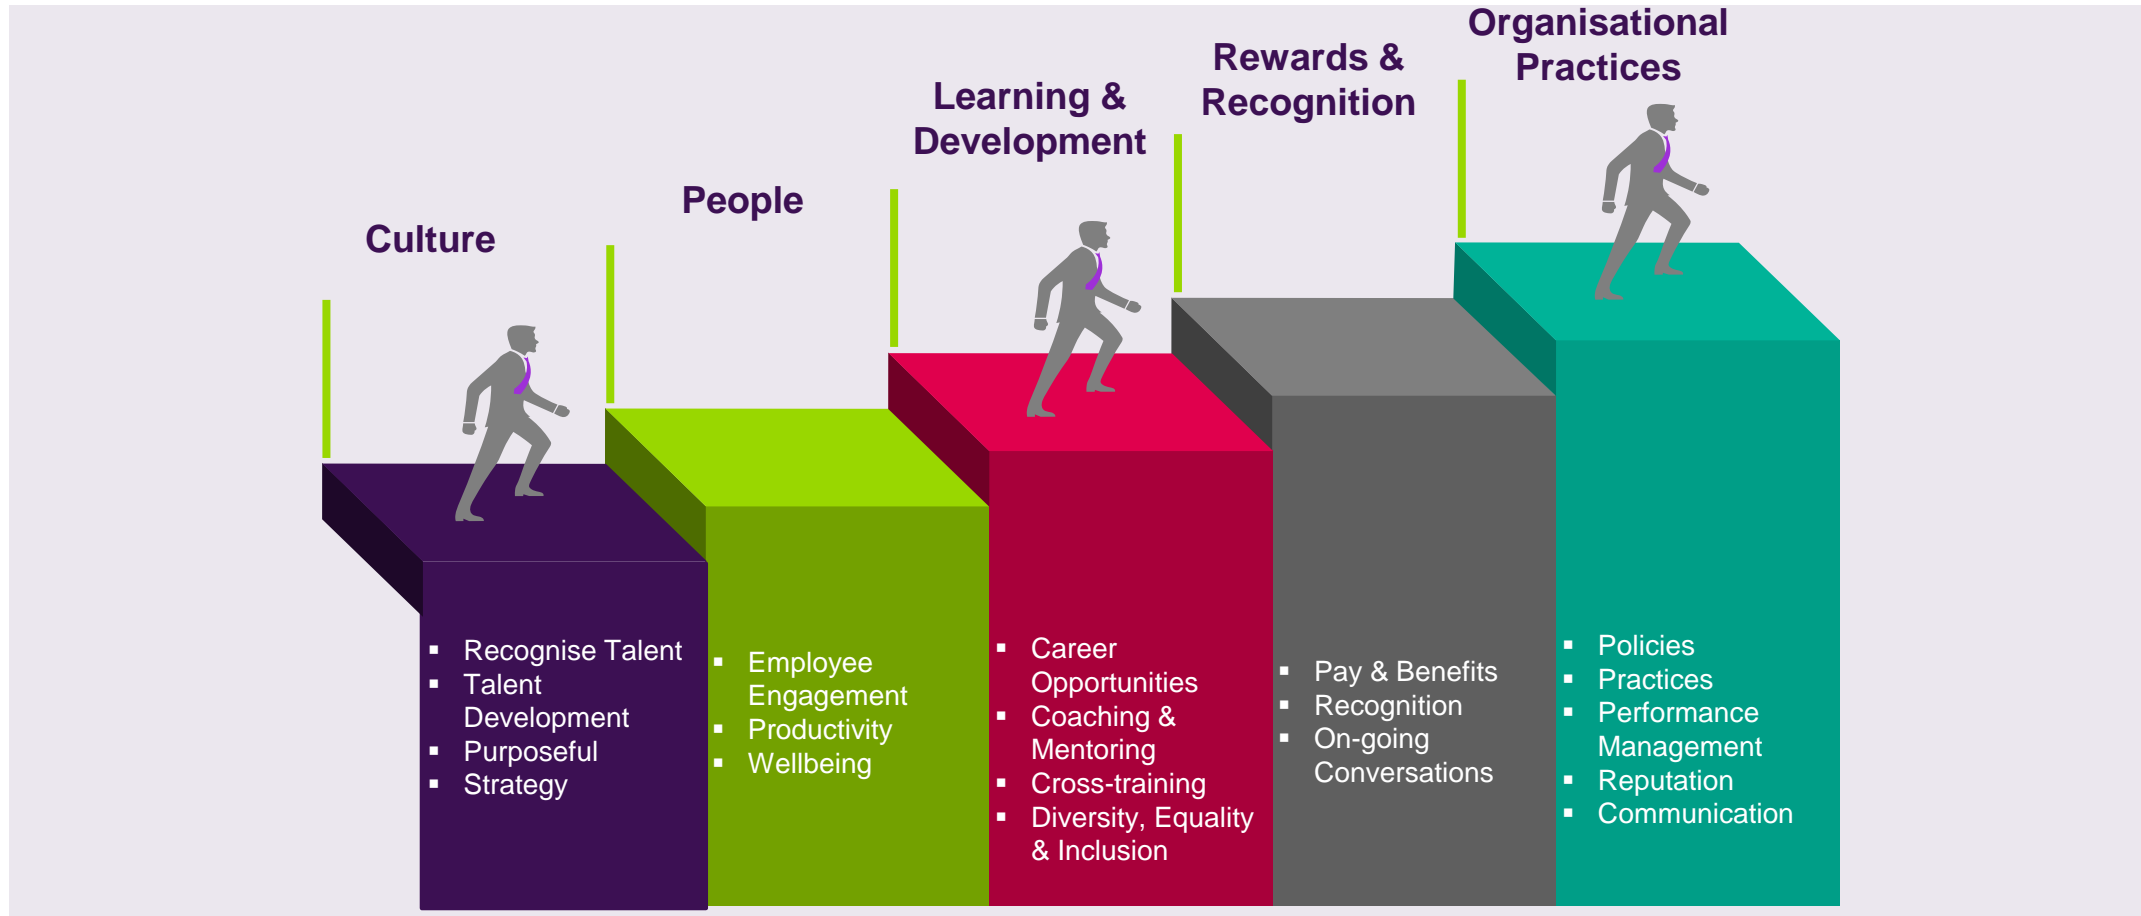 Culture
People
Learning &
Development
Rewards &
Recognition
Organisational
Practices
▪ Recognise Talent
▪ Talent
Development
▪ Purposeful
▪ Strategy
▪ Employee
Engagement
▪ Productivity
▪ Wellbeing
▪ Career
Opportunities
▪ Coaching &
Mentoring
▪ Cross-training
▪ Diversity, Equality
& Inclusion
▪ Pay & Benefits
▪ Recognition
▪ On-going
Conversations
▪ Policies
▪ Practices
▪ Performance
Management
▪ Reputation
▪ Communication